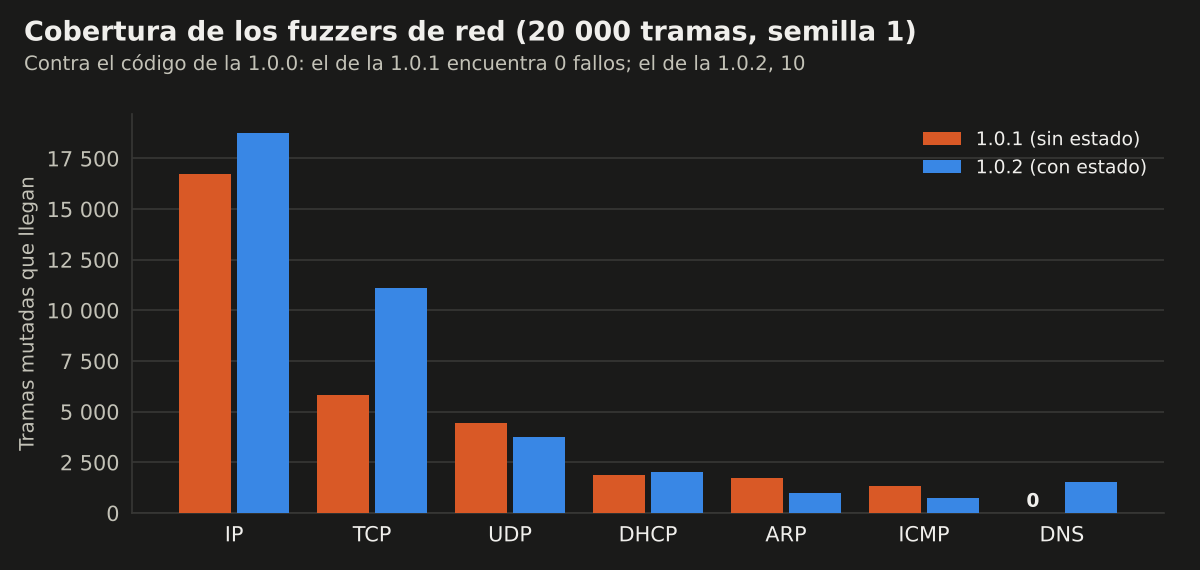 Cobertura de los fuzzers de red (20 000 tramas, semilla 1)
Contra el código de la 1.0.0: el de la 1.0.1 encuentra 0 fallos; el de la 1.0.2, 10
1.0.1 (sin estado)
1.0.2 (con estado)
Tramas mutadas que llegan
17 500
15 000
12 500
10 000
7 500
5 000
2 500
0
0
IP
TCP
UDP
DHCP
ARP
ICMP
DNS